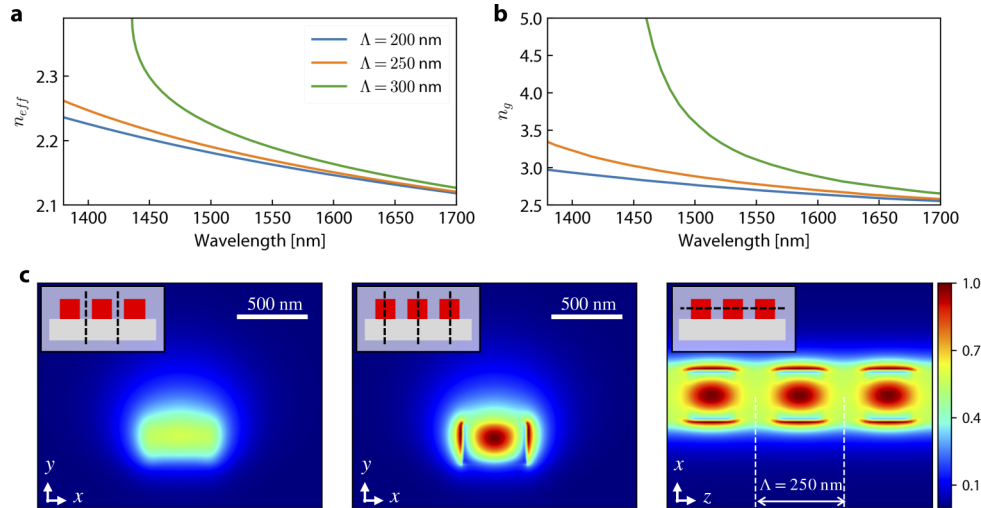 a
n_eff
2.3
2.2
2.1
1400 1450 1500 1550 1600 1650 1700
Wavelength [nm]
Λ = 200 nm
Λ = 250 nm
Λ = 300 nm
b
n_g
5.0
4.5
4.0
3.5
3.0
2.5
1400 1450 1500 1550 1600 1650 1700
Wavelength [nm]
c
500 nm
y
x
500 nm
y
x
x
z
Λ = 250 nm
1.0
0.7
0.4
0.1